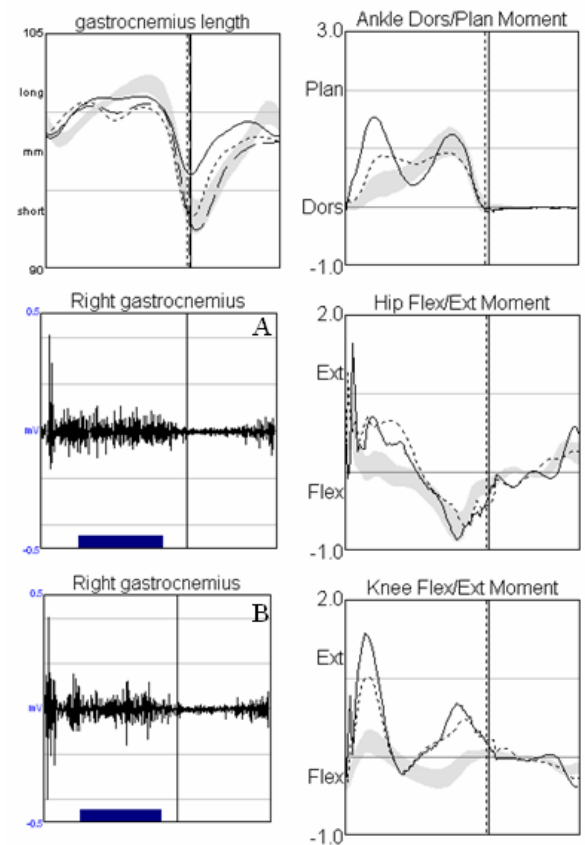 gastrocnemius length
105
long
mm
short
90
Ankle Dors/Plan Moment
3.0
Plan
Dors
-1.0
Right gastrocnemius
0.5
A
mV
-0.5
Hip Flex/Ext Moment
2.0
Ext
Flex
-1.0
Right gastrocnemius
0.5
B
mV
-0.5
Knee Flex/Ext Moment
2.0
Ext
Flex
-1.0